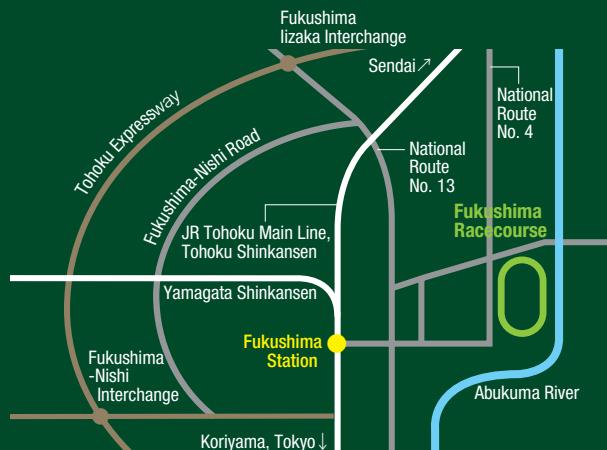 Fukushima
Iizaka Interchange
Sendai↗
National
Route
No. 4
Tohoku Expressway
Fukushima-Nishi Road
National
Route
No. 13
Fukushima
Racecourse
JR Tohoku Main Line,
Tohoku Shinkansen
Yamagata Shinkansen
Fukushima
Station
Fukushima
-Nishi
Interchange
Abukuma River
Koriyama, Tokyo↓